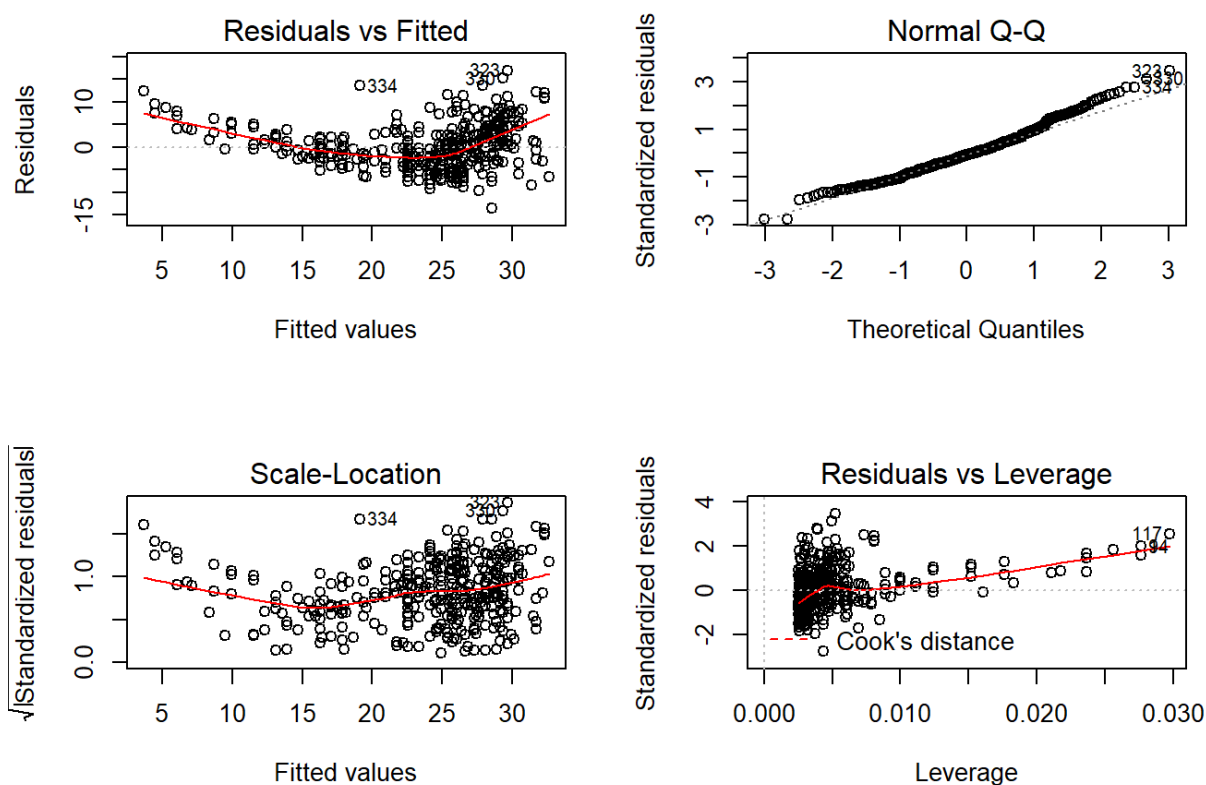 Residuals vs Fitted
Residuals
10
0
-15
323
330
334
5 10 15 20 25 30
Fitted values
Normal Q-Q
Standardized residuals
3
1
-1
-3
323
330
334
-3 -2 -1 0 1 2 3
Theoretical Quantiles
Scale-Location
√|Standardized residuals|
1.0
0.0
323
330
334
5 10 15 20 25 30
Fitted values
Residuals vs Leverage
Standardized residuals
4
2
0
-2
117
94
Cook's distance
0.000 0.010 0.020 0.030
Leverage